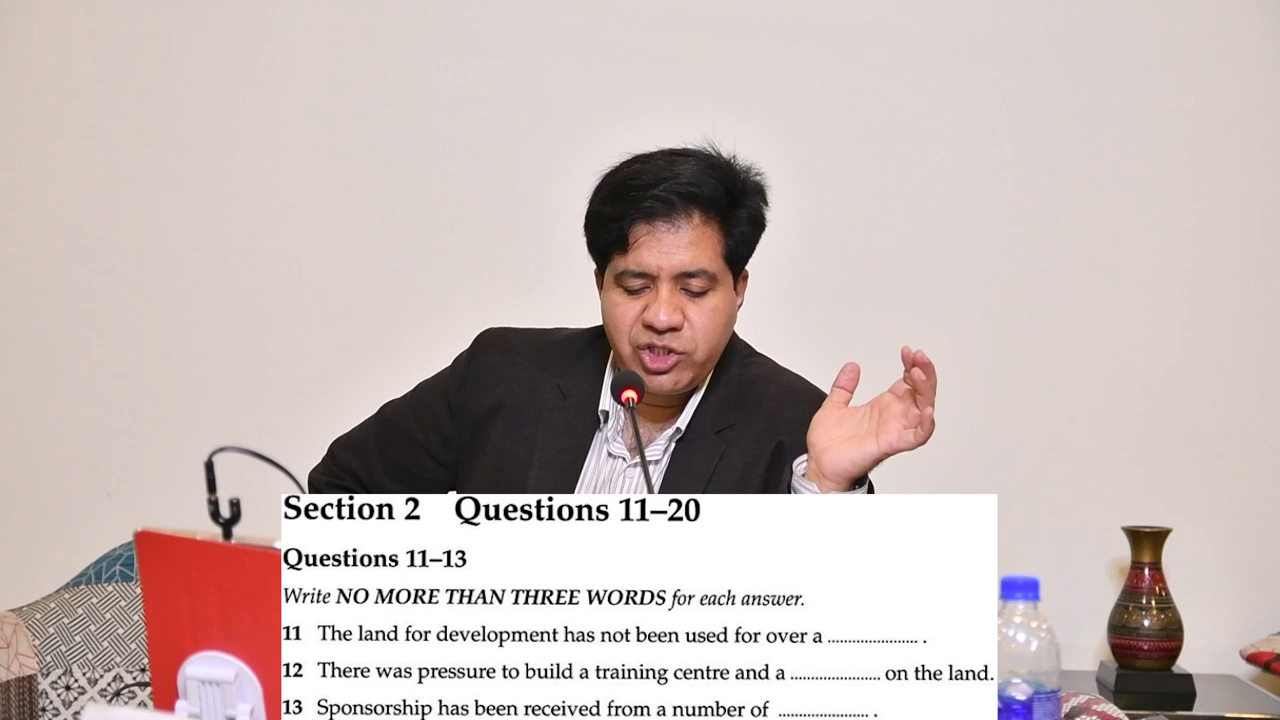 Section 2 Questions 11–20
Questions 11–13
Write NO MORE THAN THREE WORDS for each answer.
11 The land for development has not been used for over a ...................... .
12 There was pressure to build a training centre and a ...................... on the land.
13 Sponsorship has been received from a number of ...................... .